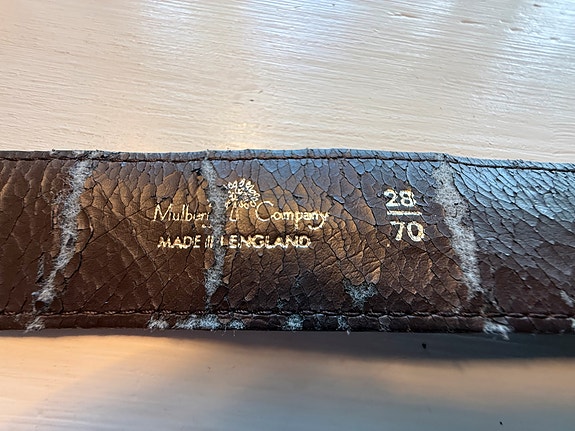 Mulberry Company
MADE IN ENGLAND
28
70